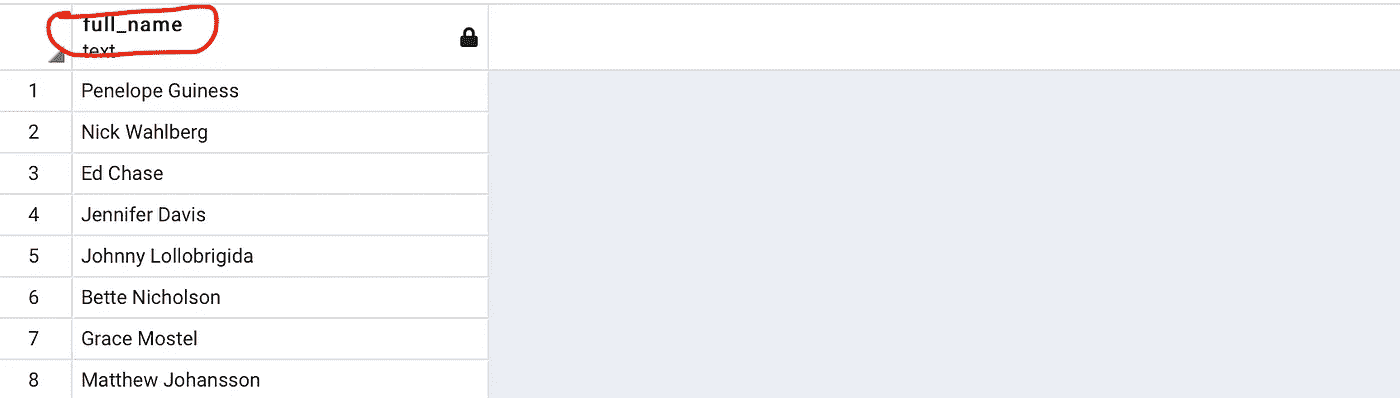 full_name
text
1 Penelope Guiness
2 Nick Wahlberg
3 Ed Chase
4 Jennifer Davis
5 Johnny Lollobrigida
6 Bette Nicholson
7 Grace Mostel
8 Matthew Johansson